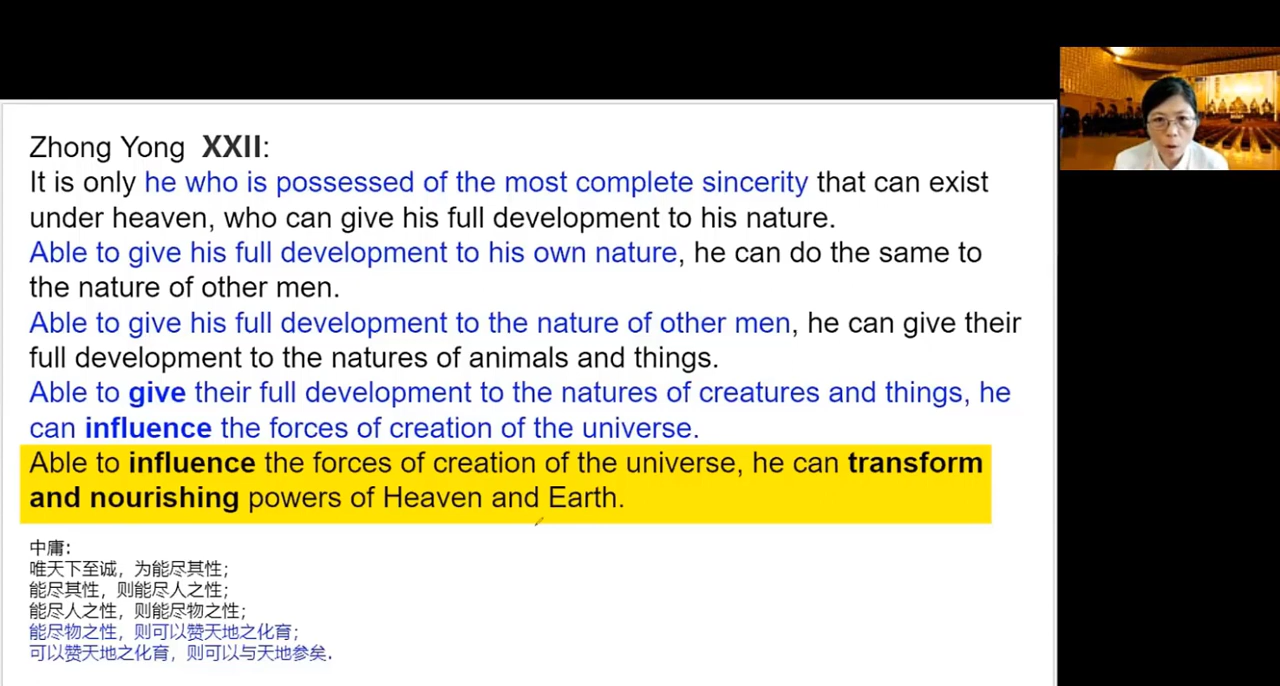 Zhong Yong XXII:
It is only he who is possessed of the most complete sincerity that can exist
under heaven, who can give his full development to his nature.
Able to give his full development to his own nature, he can do the same to
the nature of other men.
Able to give his full development to the nature of other men, he can give their
full development to the natures of animals and things.
Able to give their full development to the natures of creatures and things, he
can influence the forces of creation of the universe.
Able to influence the forces of creation of the universe, he can transform
and nourishing powers of Heaven and Earth.
中庸：
唯天下至诚，为能尽其性；
能尽其性，则能尽人之性；
能尽人之性，则能尽物之性；
能尽物之性，则可以赞天地之化育；
可以赞天地之化育，则可以与天地参矣.